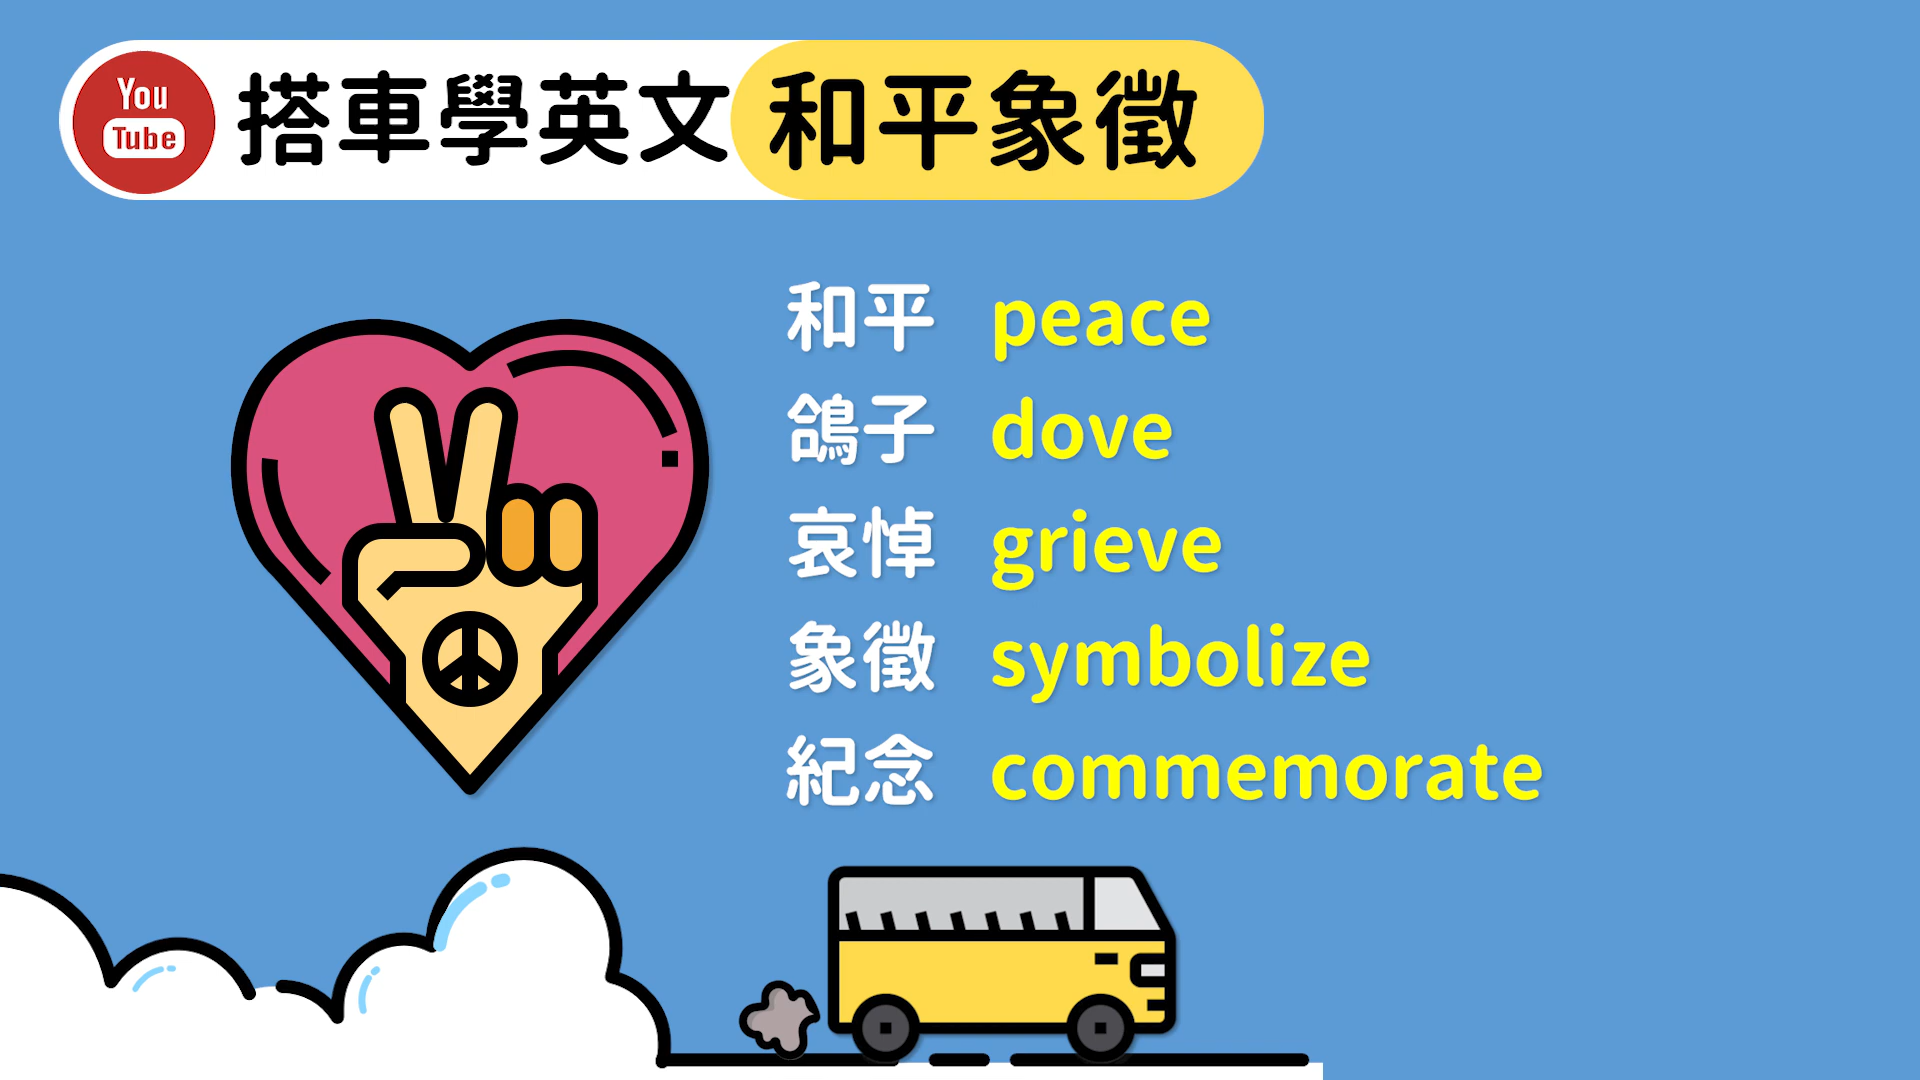 You
Tube
搭車學英文 和平象徵
和平 peace
鴿子 dove
哀悼 grieve
象徵 symbolize
紀念 commemorate